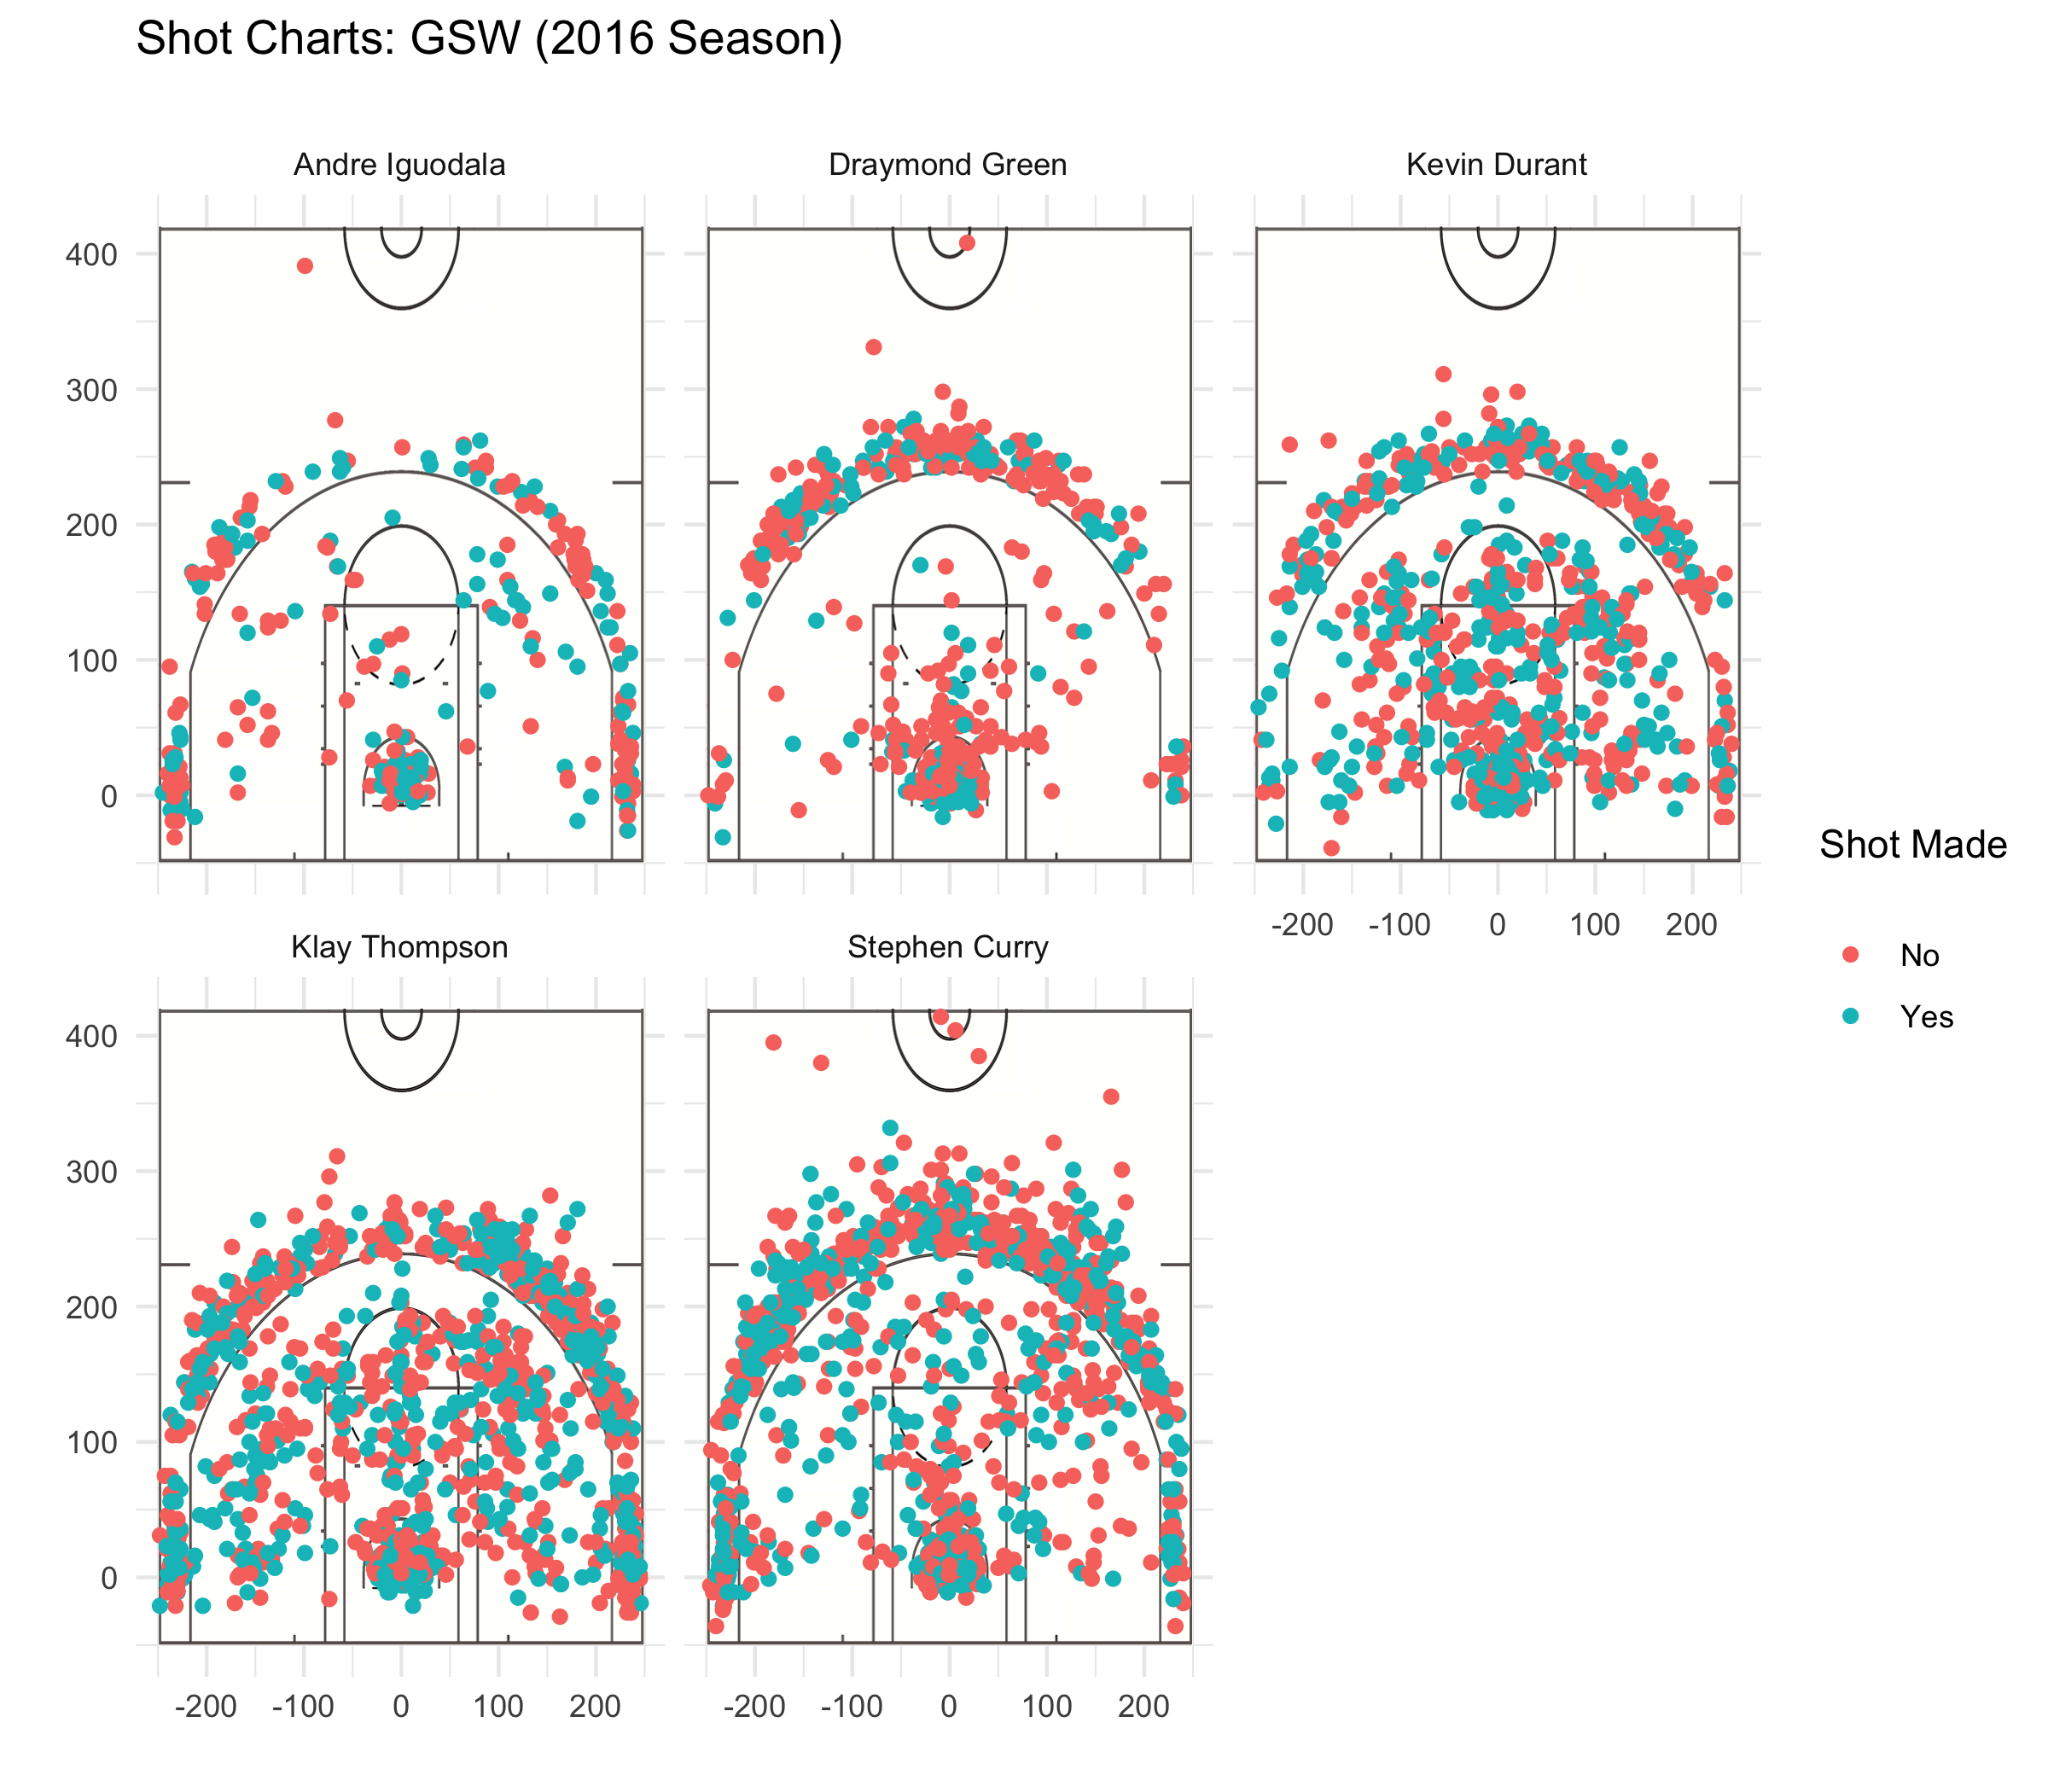 Shot Charts: GSW (2016 Season)
Andre Iguodala
Draymond Green
Kevin Durant
400
300
200
100
0
-200 -100 0 100 200
Klay Thompson
Stephen Curry
400
300
200
100
0
-200 -100 0 100 200
-200 -100 0 100 200
Shot Made
No
Yes